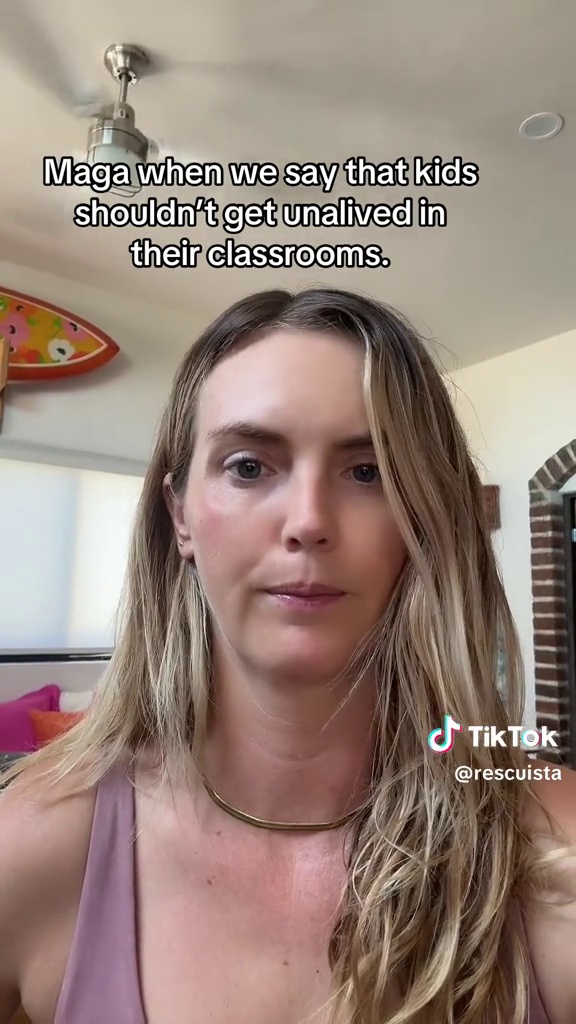 Maga when we say that kids
shouldn't get unalived in
their classrooms.
TikTok
@rescuista